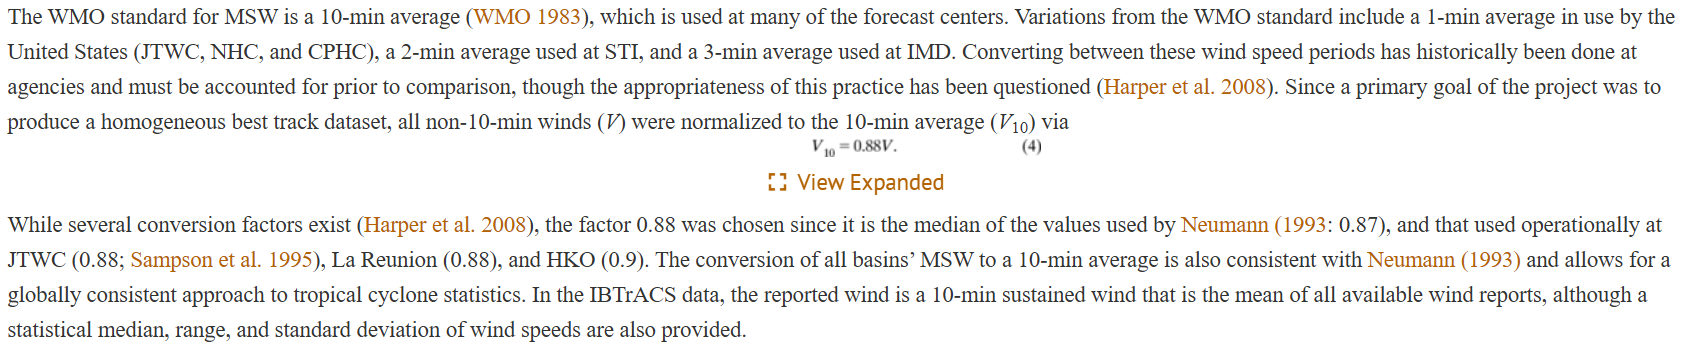 The WMO standard for MSW is a 10-min average (WMO 1983), which is used at many of the forecast centers. Variations from the WMO standard include a 1-min average in use by the
United States (JTWC, NHC, and CPHC), a 2-min average used at STI, and a 3-min average used at IMD. Converting between these wind speed periods has historically been done at
agencies and must be accounted for prior to comparison, though the appropriateness of this practice has been questioned (Harper et al. 2008). Since a primary goal of the project was to
produce a homogeneous best track dataset, all non-10-min winds (V) were normalized to the 10-min average (V10) via
V10 = 0.88V. (4)
View Expanded
While several conversion factors exist (Harper et al. 2008), the factor 0.88 was chosen since it is the median of the values used by Neumann (1993: 0.87), and that used operationally at
JTWC (0.88; Sampson et al. 1995), La Reunion (0.88), and HKO (0.9). The conversion of all basins’ MSW to a 10-min average is also consistent with Neumann (1993) and allows for a
globally consistent approach to tropical cyclone statistics. In the IBTrACS data, the reported wind is a 10-min sustained wind that is the mean of all available wind reports, although a
statistical median, range, and standard deviation of wind speeds are also provided.